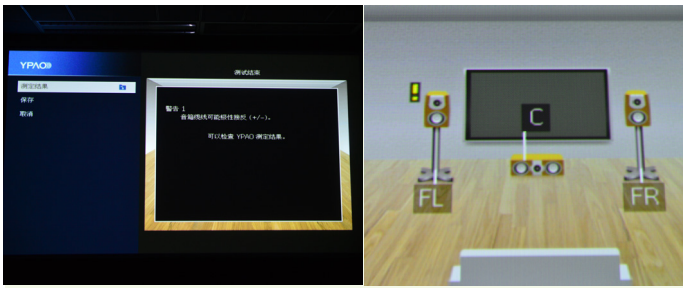 YPAO
测试结果
测定结果
保存
取消
警告 1
音箱线线可能极性接反 (+/-)。
可以检查 YPAO 测定结果。
C
FL
FR